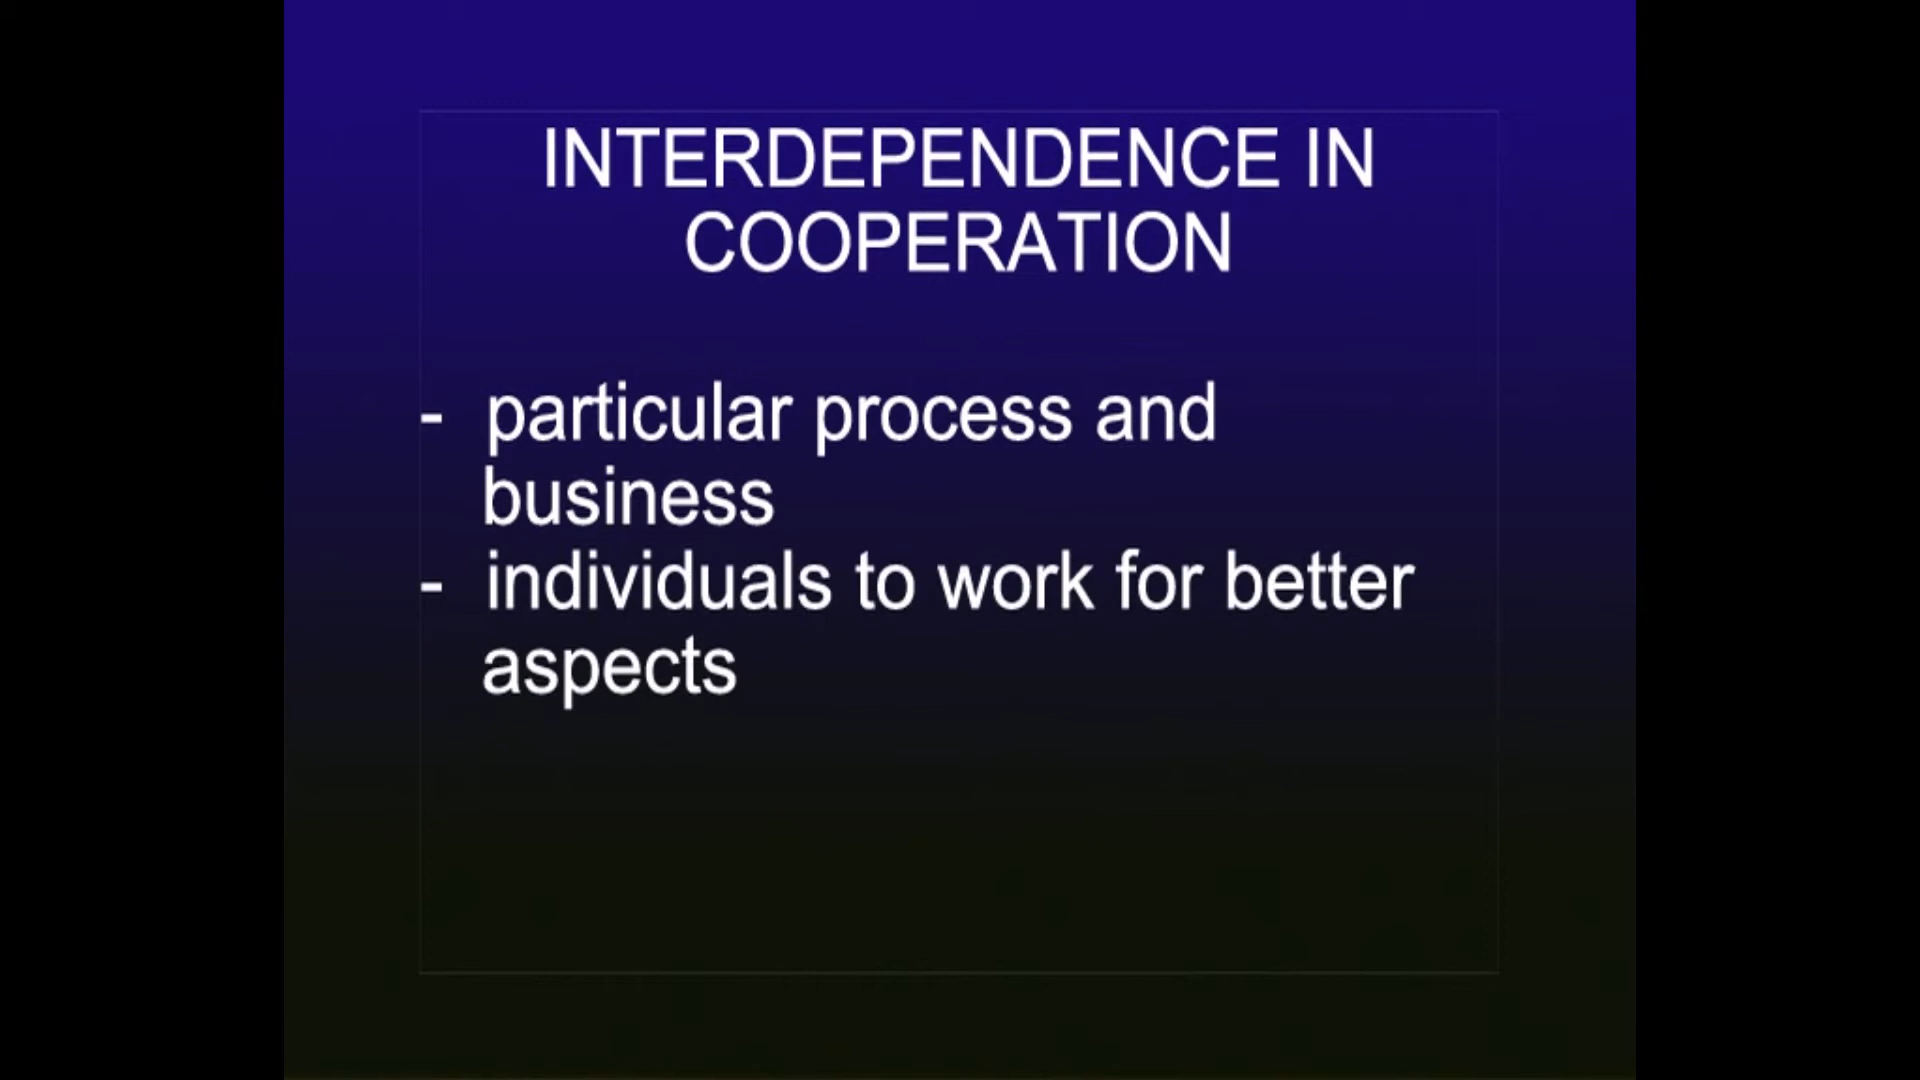 INTERDEPENDENCE IN
COOPERATION
- particular process and
business
- individuals to work for better
aspects